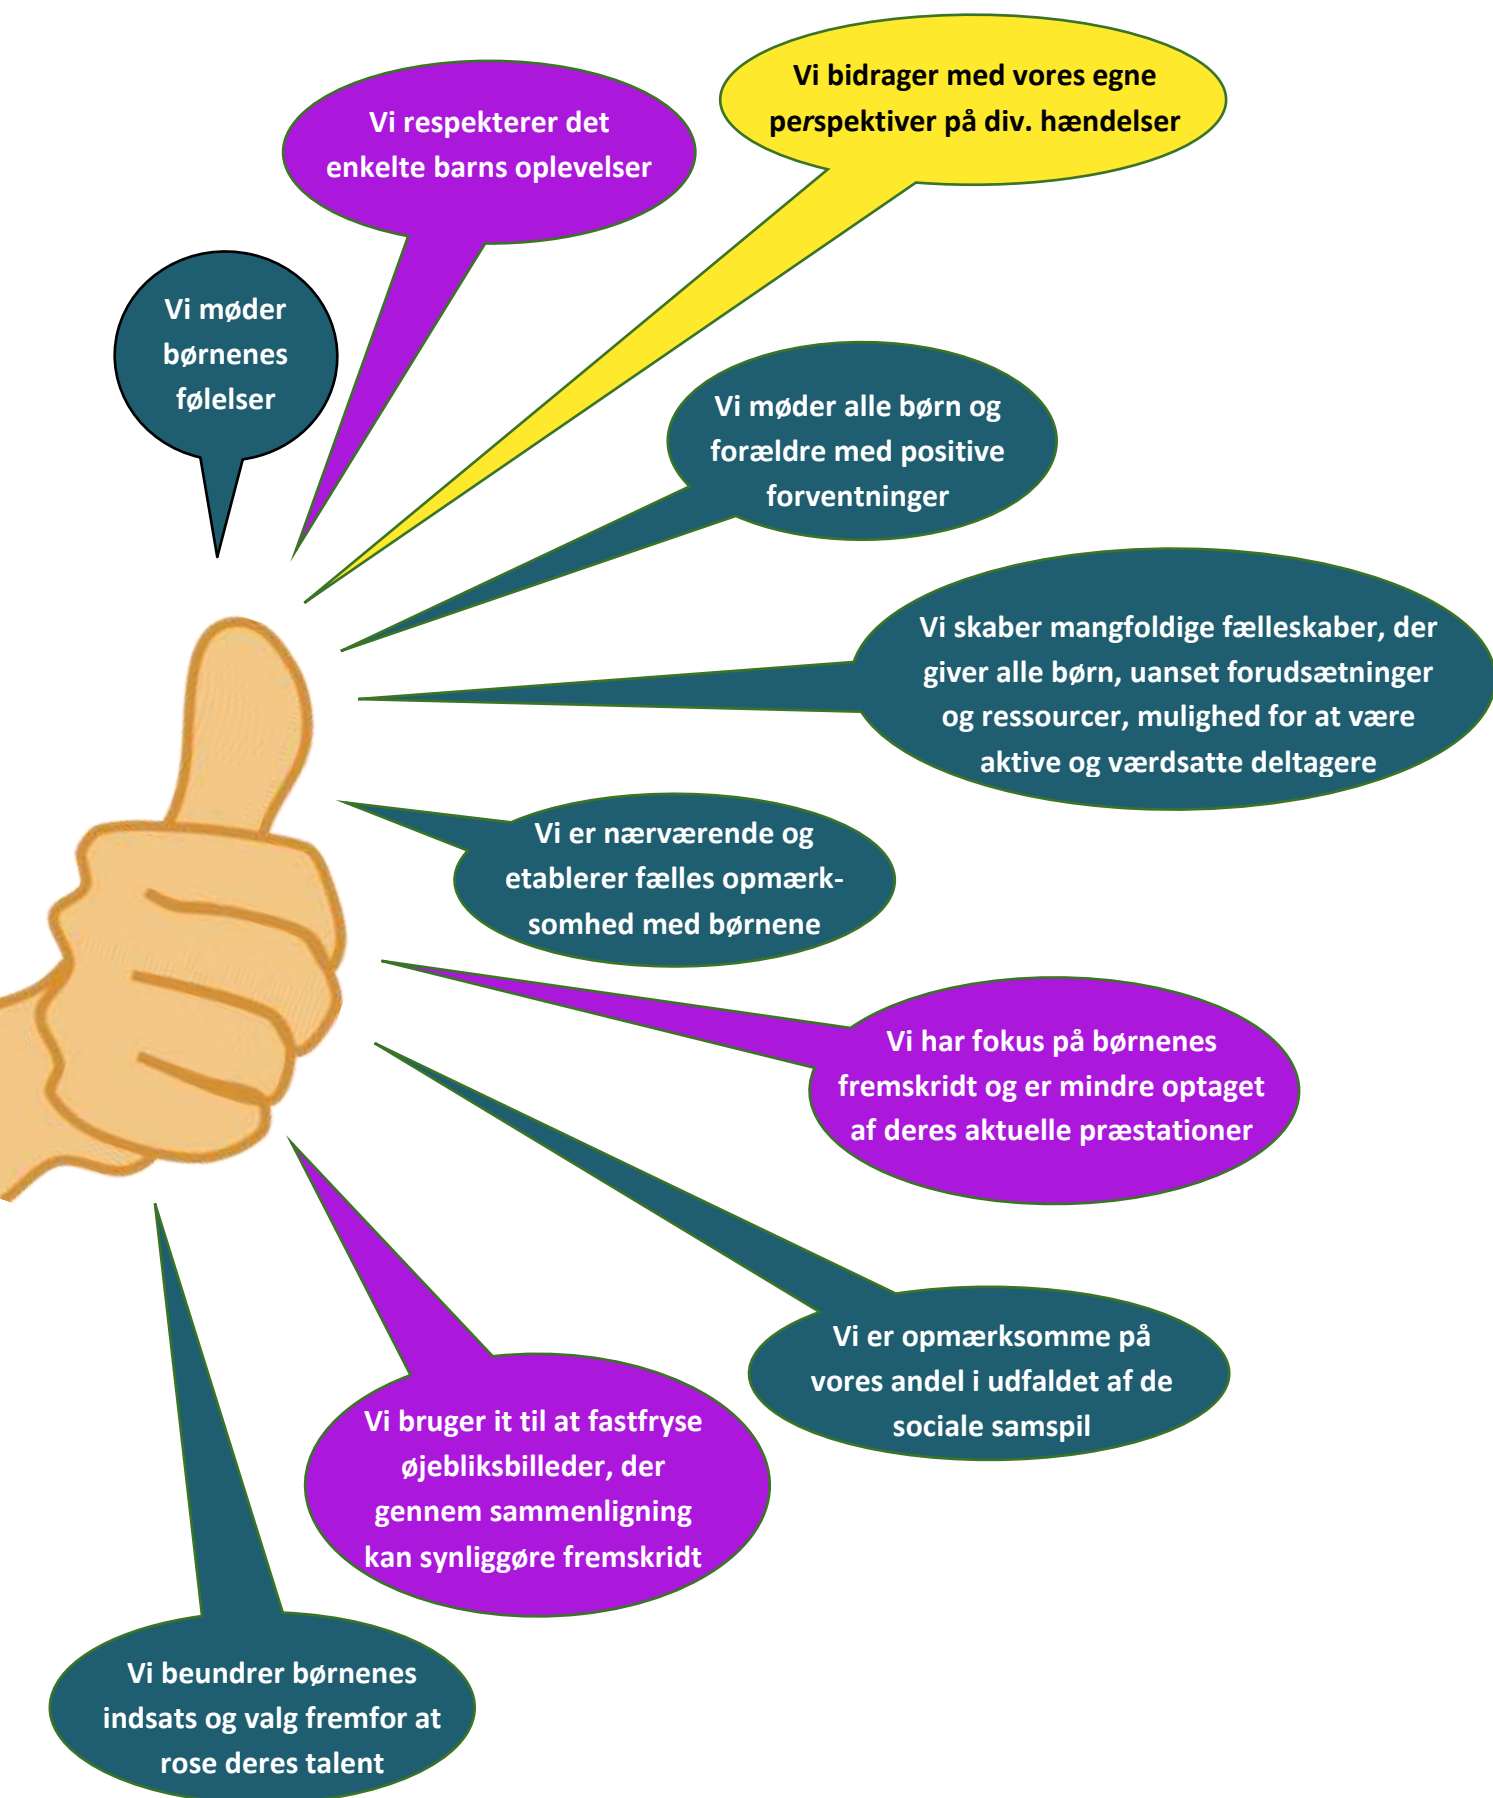 Vi bidrager med vores egne
perspektiver på div. hændelser
Vi respekterer det
enkelte barns oplevelser
Vi møder
børnenes
følelser
Vi møder alle børn og
forældre med positive
forventninger
Vi skaber mangfoldige fælleskaber, der
giver alle børn, uanset forudsætninger
og ressourcer, mulighed for at være
aktive og værdsatte deltagere
Vi er nærværende og
etablerer fælles opmærk-
somhed med børnene
Vi har fokus på børnenes
fremskridt og er mindre optaget
af deres aktuelle præstationer
Vi er opmærksomme på
vores andel i udfaldet af de
sociale samspil
Vi bruger it til at fastfryse
øjebliksbilleder, der
gennem sammenligning
kan synliggøre fremskridt
Vi beundrer børnenes
indsats og valg fremfor at
rose deres talent